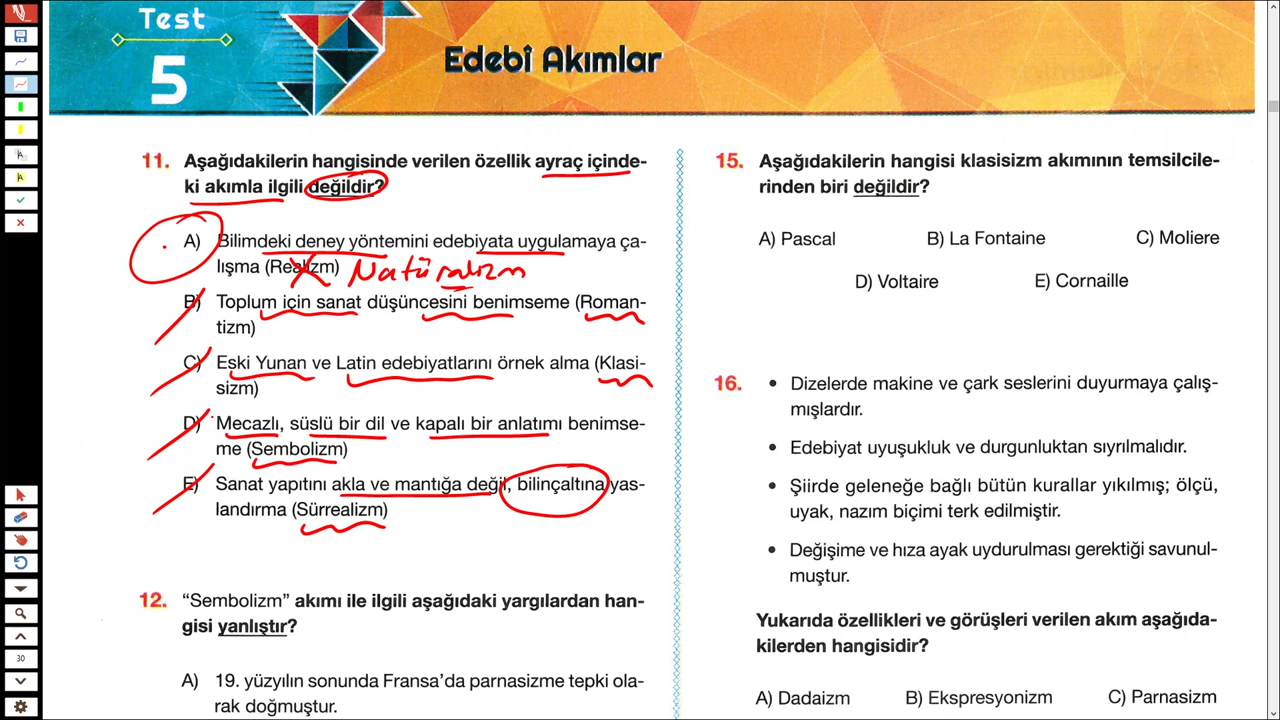 Test
5
Edebî Akımlar
11. Aşağıdakilerin hangisinde verilen özellik ayraç içinde-
ki akımla ilgili değildir?
A) Bilimdeki deney yöntemini edebiyata uygulamaya ça-
lışma (Realizm) Natüralizm
B) Toplum için sanat düşüncesini benimseme (Roman-
tizm)
C) Eski Yunan ve Latin edebiyatlarını örnek alma (Klasi-
sizm)
D) Mecazlı, süslü bir dil ve kapalı bir anlatımı benimse-
me (Sembolizm)
E) Sanat yapıtını akla ve mantığa değil, bilinçaltına yas-
landırma (Sürrealizm)
12. “Sembolizm” akımı ile ilgili aşağıdaki yargılardan han-
gisi yanlıştır?
A) 19. yüzyılın sonunda Fransa’da parnasizme tepki ola-
rak doğmuştur.
15. Aşağıdakilerin hangisi klasisizm akımının temsilcile-
rinden biri değildir?
A) Pascal B) La Fontaine C) Moliere
D) Voltaire E) Cornaille
16. • Dizelerde makine ve çark seslerini duyurmaya çalış-
mışlardır.
• Edebiyat uyuşukluk ve durgunluktan sıyrılmalıdır.
• Şiirde geleneğe bağlı bütün kurallar yıkılmış; ölçü,
uyak, nazım biçimi terk edilmiştir.
• Değişime ve hıza ayak uydurulması gerektiği savunul-
muştur.
Yukarıda özellikleri ve görüşleri verilen akım aşağıda-
kilerden hangisidir?
A) Dadaizm B) Ekspresyonizm C) Parnasizm
30